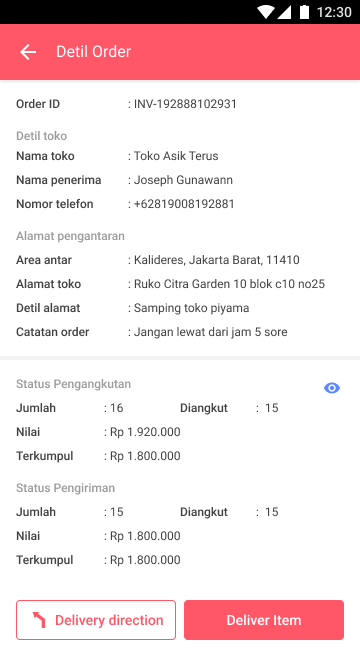 12:30
Detil Order
Order ID : INV-192888102931
Detil toko
Nama toko : Toko Asik Terus
Nama penerima : Joseph Gunawann
Nomor telefon : +62819008192881
Alamat pengantaran
Area antar : Kalideres, Jakarta Barat, 11410
Alamat toko : Ruko Citra Garden 10 blok c10 no25
Detil alamat : Samping toko piyama
Catatan order : Jangan lewat dari jam 5 sore
Status Pengangkutan
Jumlah : 16 Diangkut : 15
Nilai : Rp 1.920.000
Terkumpul : Rp 1.800.000
Status Pengiriman
Jumlah : 15 Diangkut : 15
Nilai : Rp 1.800.000
Terkumpul : Rp 1.800.000
Delivery direction Deliver Item